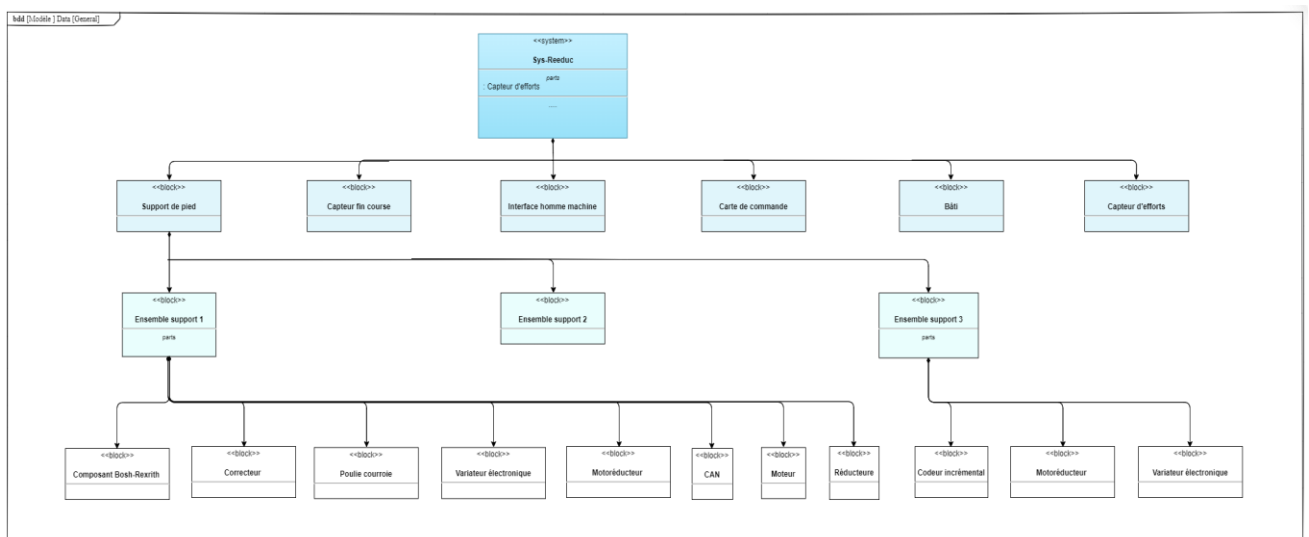 bdd [Modèle ] Data [General]
<<system>>
Sys-Reeduc
parts
: Capteur d'efforts
....
<<block>>
Support de pied
<<block>>
Capteur fin course
<<block>>
Interface homme machine
<<block>>
Carte de commande
<<block>>
Bâti
<<block>>
Capteur d'efforts
<<block>>
Ensemble support 1
parts
<<block>>
Ensemble support 2
<<block>>
Ensemble support 3
parts
<<block>>
Composant Bosh-Rexrith
<<block>>
Correcteur
<<block>>
Poulie courroie
<<block>>
Variateur électronique
<<block>>
Motoréducteur
<<block>>
CAN
<<block>>
Moteur
<<block>>
Réducteure
<<block>>
Codeur incrémental
<<block>>
Motoréducteur
<<block>>
Variateur électronique